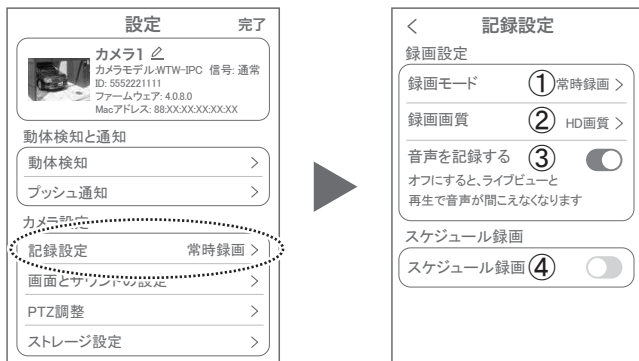 設定 完了
カメラ1
カメラモデル:WTW-IPC 信号: 通常
ID: 5552221111
ファームウェア: 4.0.8.0
Macアドレス: 88:XX:XX:XX:XX:XX
動体検知と通知
動体検知 >
プッシュ通知 >
カメラ設定
記録設定 常時録画 >
画面とサウンドの設定 >
PTZ調整 >
ストレージ設定 >
< 記録設定
録画設定
録画モード ① 常時録画 >
録画画質 ② HD画質 >
音声を記録する ③
オフにすると、ライブビューと
再生で音声が聞こえなくなります
スケジュール録画
スケジュール録画 ④